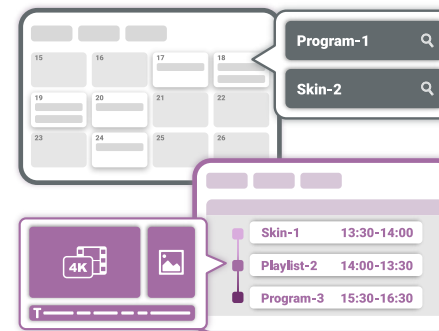 15 16 17 18
Program-1
19 20 21 22
Skin-2
23 24 25 26
Skin-1 13:30-14:00
4K
Playlist-2 14:00-13:30
Program-3 15:30-16:30
T